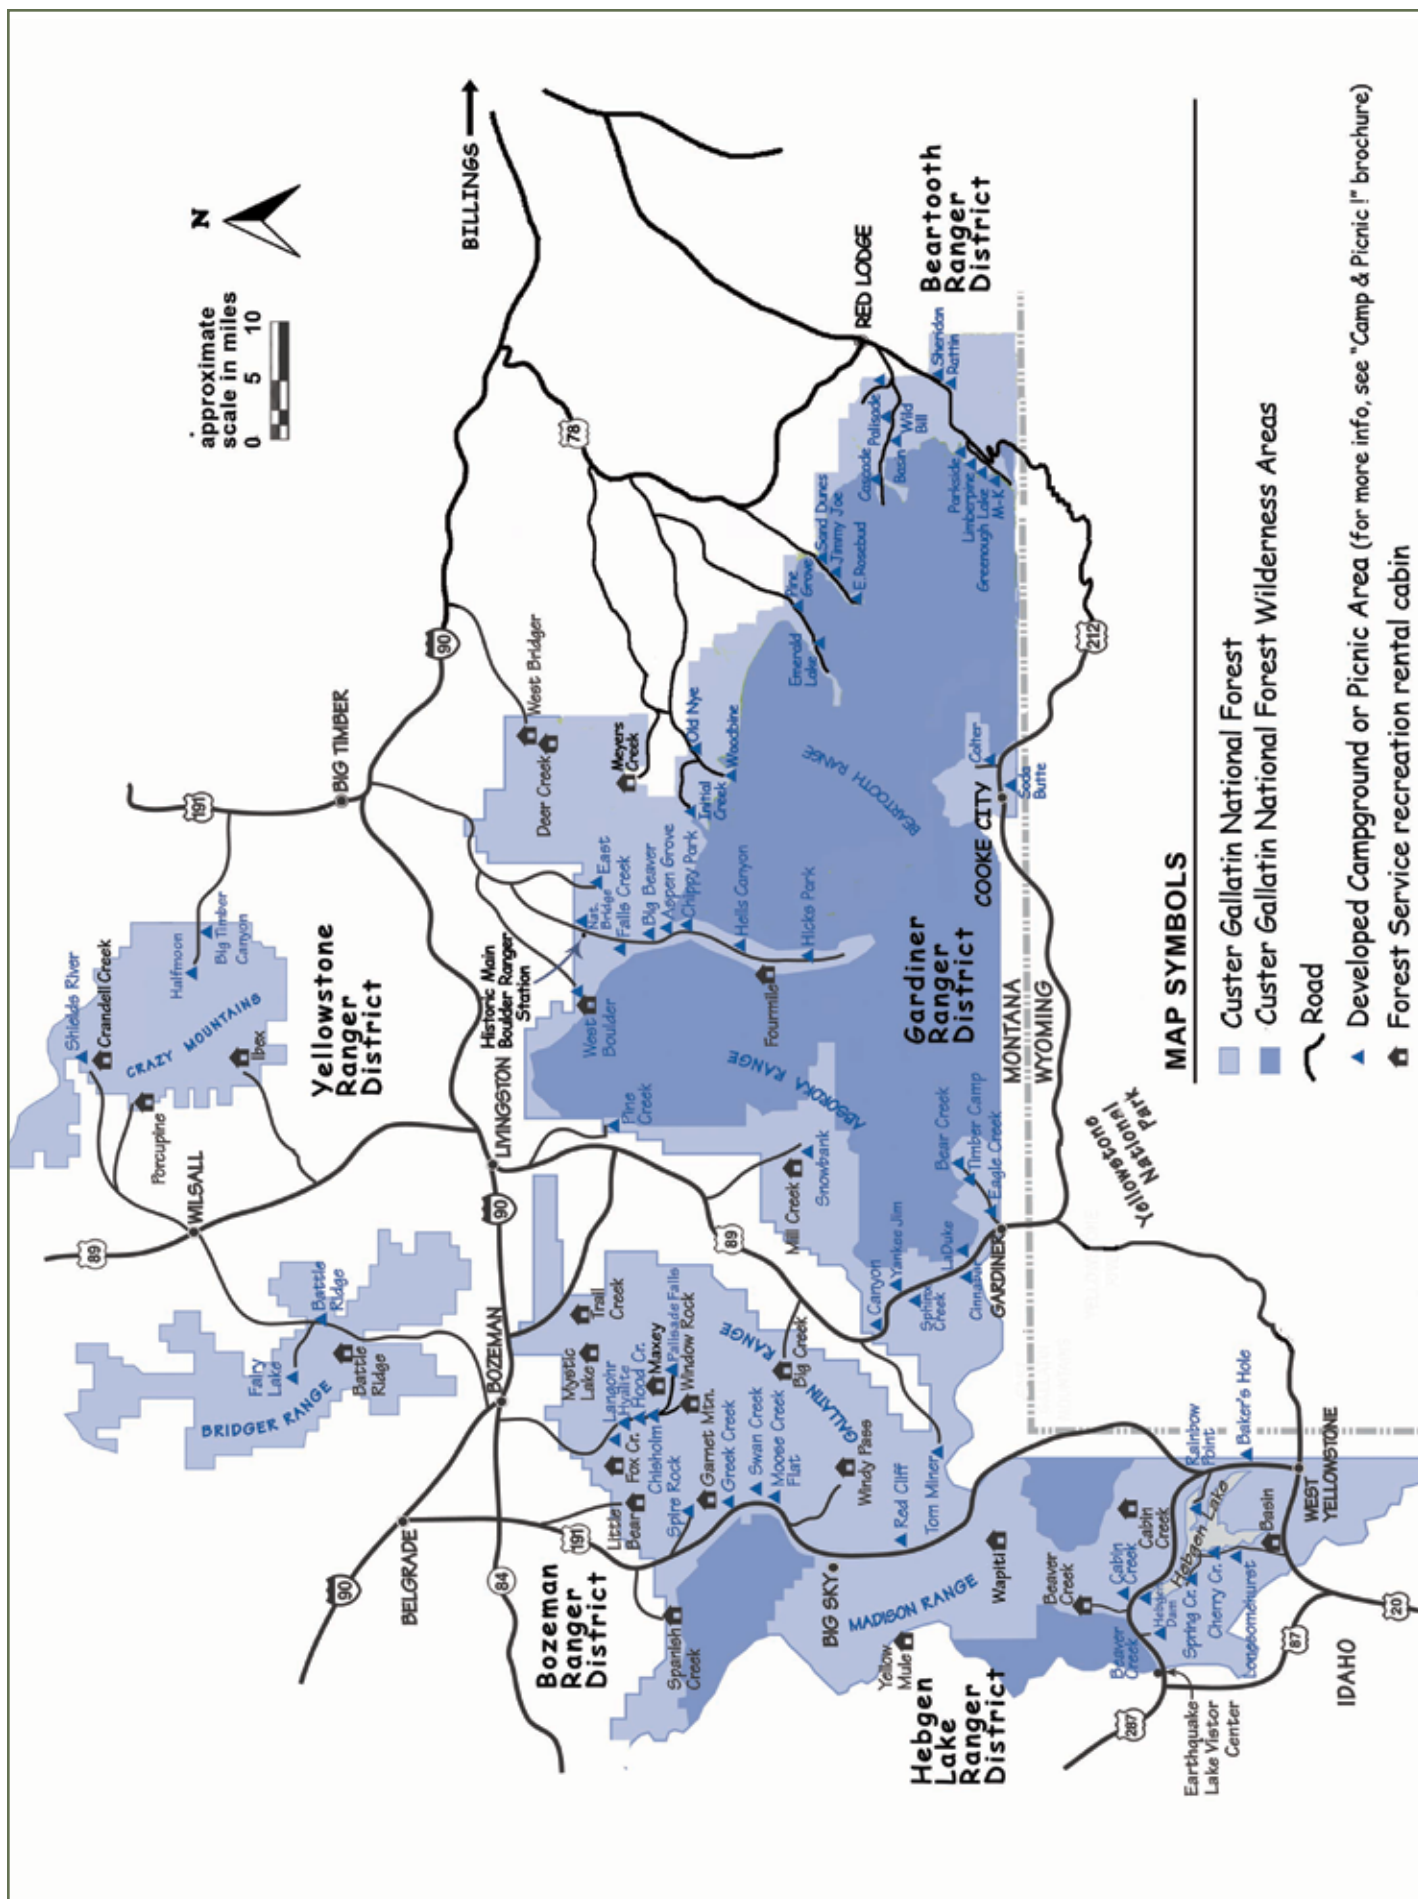 Shields River
Crandell Creek
CRAZY MOUNTAINS
Porcupine
Ibex
Halfmoon
Big Timber
Canyon
191
89
WILSALL
Yellowstone
Ranger
District
N
approximate
scale in miles
0 5 10
BIG TIMBER
BILLINGS
Fairy
Lake
Battle
Ridge
Battle
Ridge
BRIDGER RANGE
90
BELGRADE
BOZEMAN
90
LIVINGSTON
90
84
78
Historic Main
Boulder Ranger
Station
West Bridger
Deer Creek
Meyers
Creek
Nat.
Bridge
East
Falls Creek
Big Beaver
Aspen Grove
Chippy Park
Hells Canyon
Hicks Park
Fourmile
West
Boulder
Pine
Creek
Initial
Creek
Old Nye
Woodbine
Bozeman
Ranger
District
191
Little
Bear
Fox Cr.
Mystic
Lake
Trail
Creek
Langohr
Hyalite
Hood Cr.
Maxey
Chisholm
Palisade Falls
Window Rock
Spire Rock
Garnet Mtn.
Greek Creek
Swan Creek
Moose Creek
Flat
Spanish
Creek
Windy Pass
Big Creek
GALLATIN RANGE
89
Mill Creek
Snowbank
ABSOROKA RANGE
BEARTOOTH RANGE
Emerald
Lake
Pine
Grove
Sand Dunes
Jimmy Joe
E. Rosebud
Cascade
Palisade
Basin
Wild
Bill
RED LODGE
Beartooth
Ranger
District
Sheridan
Rattin
Parkside
Limberpine
Greenough Lake
M-K
BIG SKY
MADISON RANGE
Yellow
Mule
Red Cliff
Tom Miner
Canyon
Yankee Jim
Sphinx
Creek
LaDuke
Cinnabar
GARDINER
Bear Creek
Timber Camp
Eagle Creek
Gardiner
Ranger
District
COOKE CITY
Colter
Soda
Butte
212
MONTANA
WYOMING
Yellowstone
National
Park
Hebgen
Lake
Ranger
District
Wapiti
Beaver
Creek
Cabin
Creek
Cabin
Creek
Hebgen
Dam
Beaver
Creek
Hebgen Lake
Spring Cr.
Cherry Cr.
Lonesomehurst
Rainbow
Point
Baker's Hole
Basin
WEST
YELLOWSTONE
287
87
20
IDAHO
Earthquake
Lake Vistor
Center
MAP SYMBOLS
Custer Gallatin National Forest
Custer Gallatin National Forest Wilderness Areas
Road
Developed Campground or Picnic Area (for more info, see "Camp & Picnic !" brochure)
Forest Service recreation rental cabin